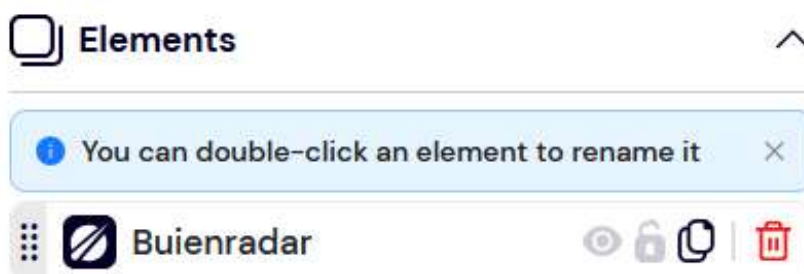 Elements
You can double-click an element to rename it
Buienradar